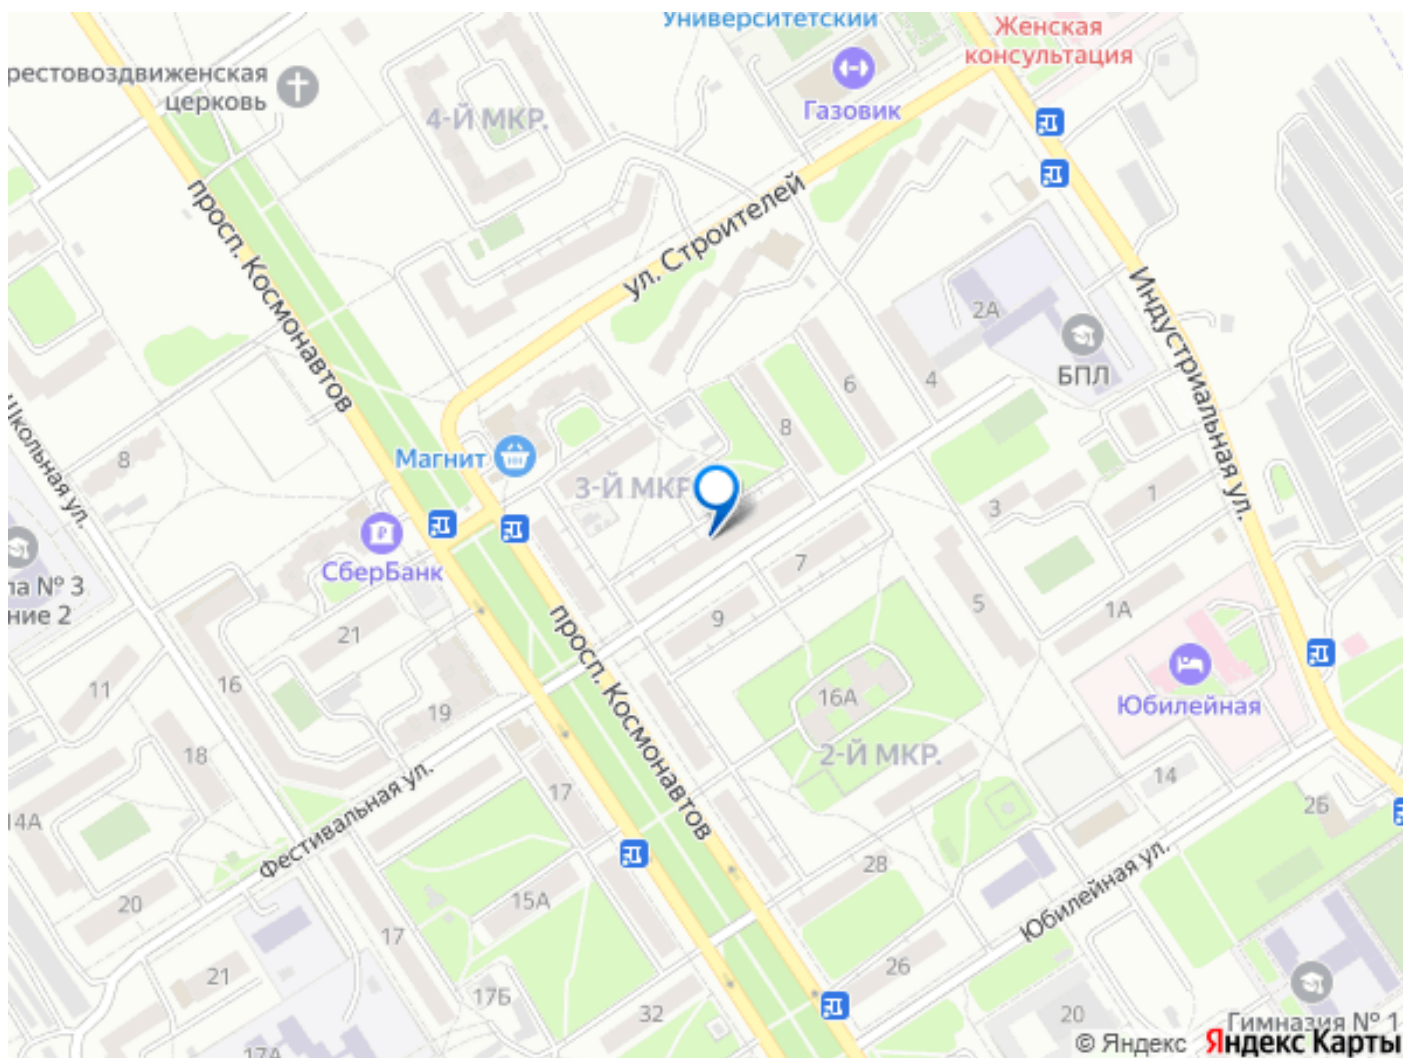 Университетский
Женская
консультация
рестовоздвиженская
церковь
4-Й МКР.
Газовик
просп. Космонавтов
ул. Строителей
2А
БПЛ
Индустриальная ул.
6
4
8
Школьная ул.
8
Магнит
3-Й МКР
1
3
СберБанк
7
па № 3
ние 2
9
5
1А
21
просп. Космонавтов
11
16
19
16А
Юбилейная
18
2-Й МКР.
14
Фестивальная ул.
17
2Б
14А
28
15А
20
Юбилейная ул.
17
21
26
17Б
32
20
Гимназия № 1
17А
© Яндекс Яндекс Карты